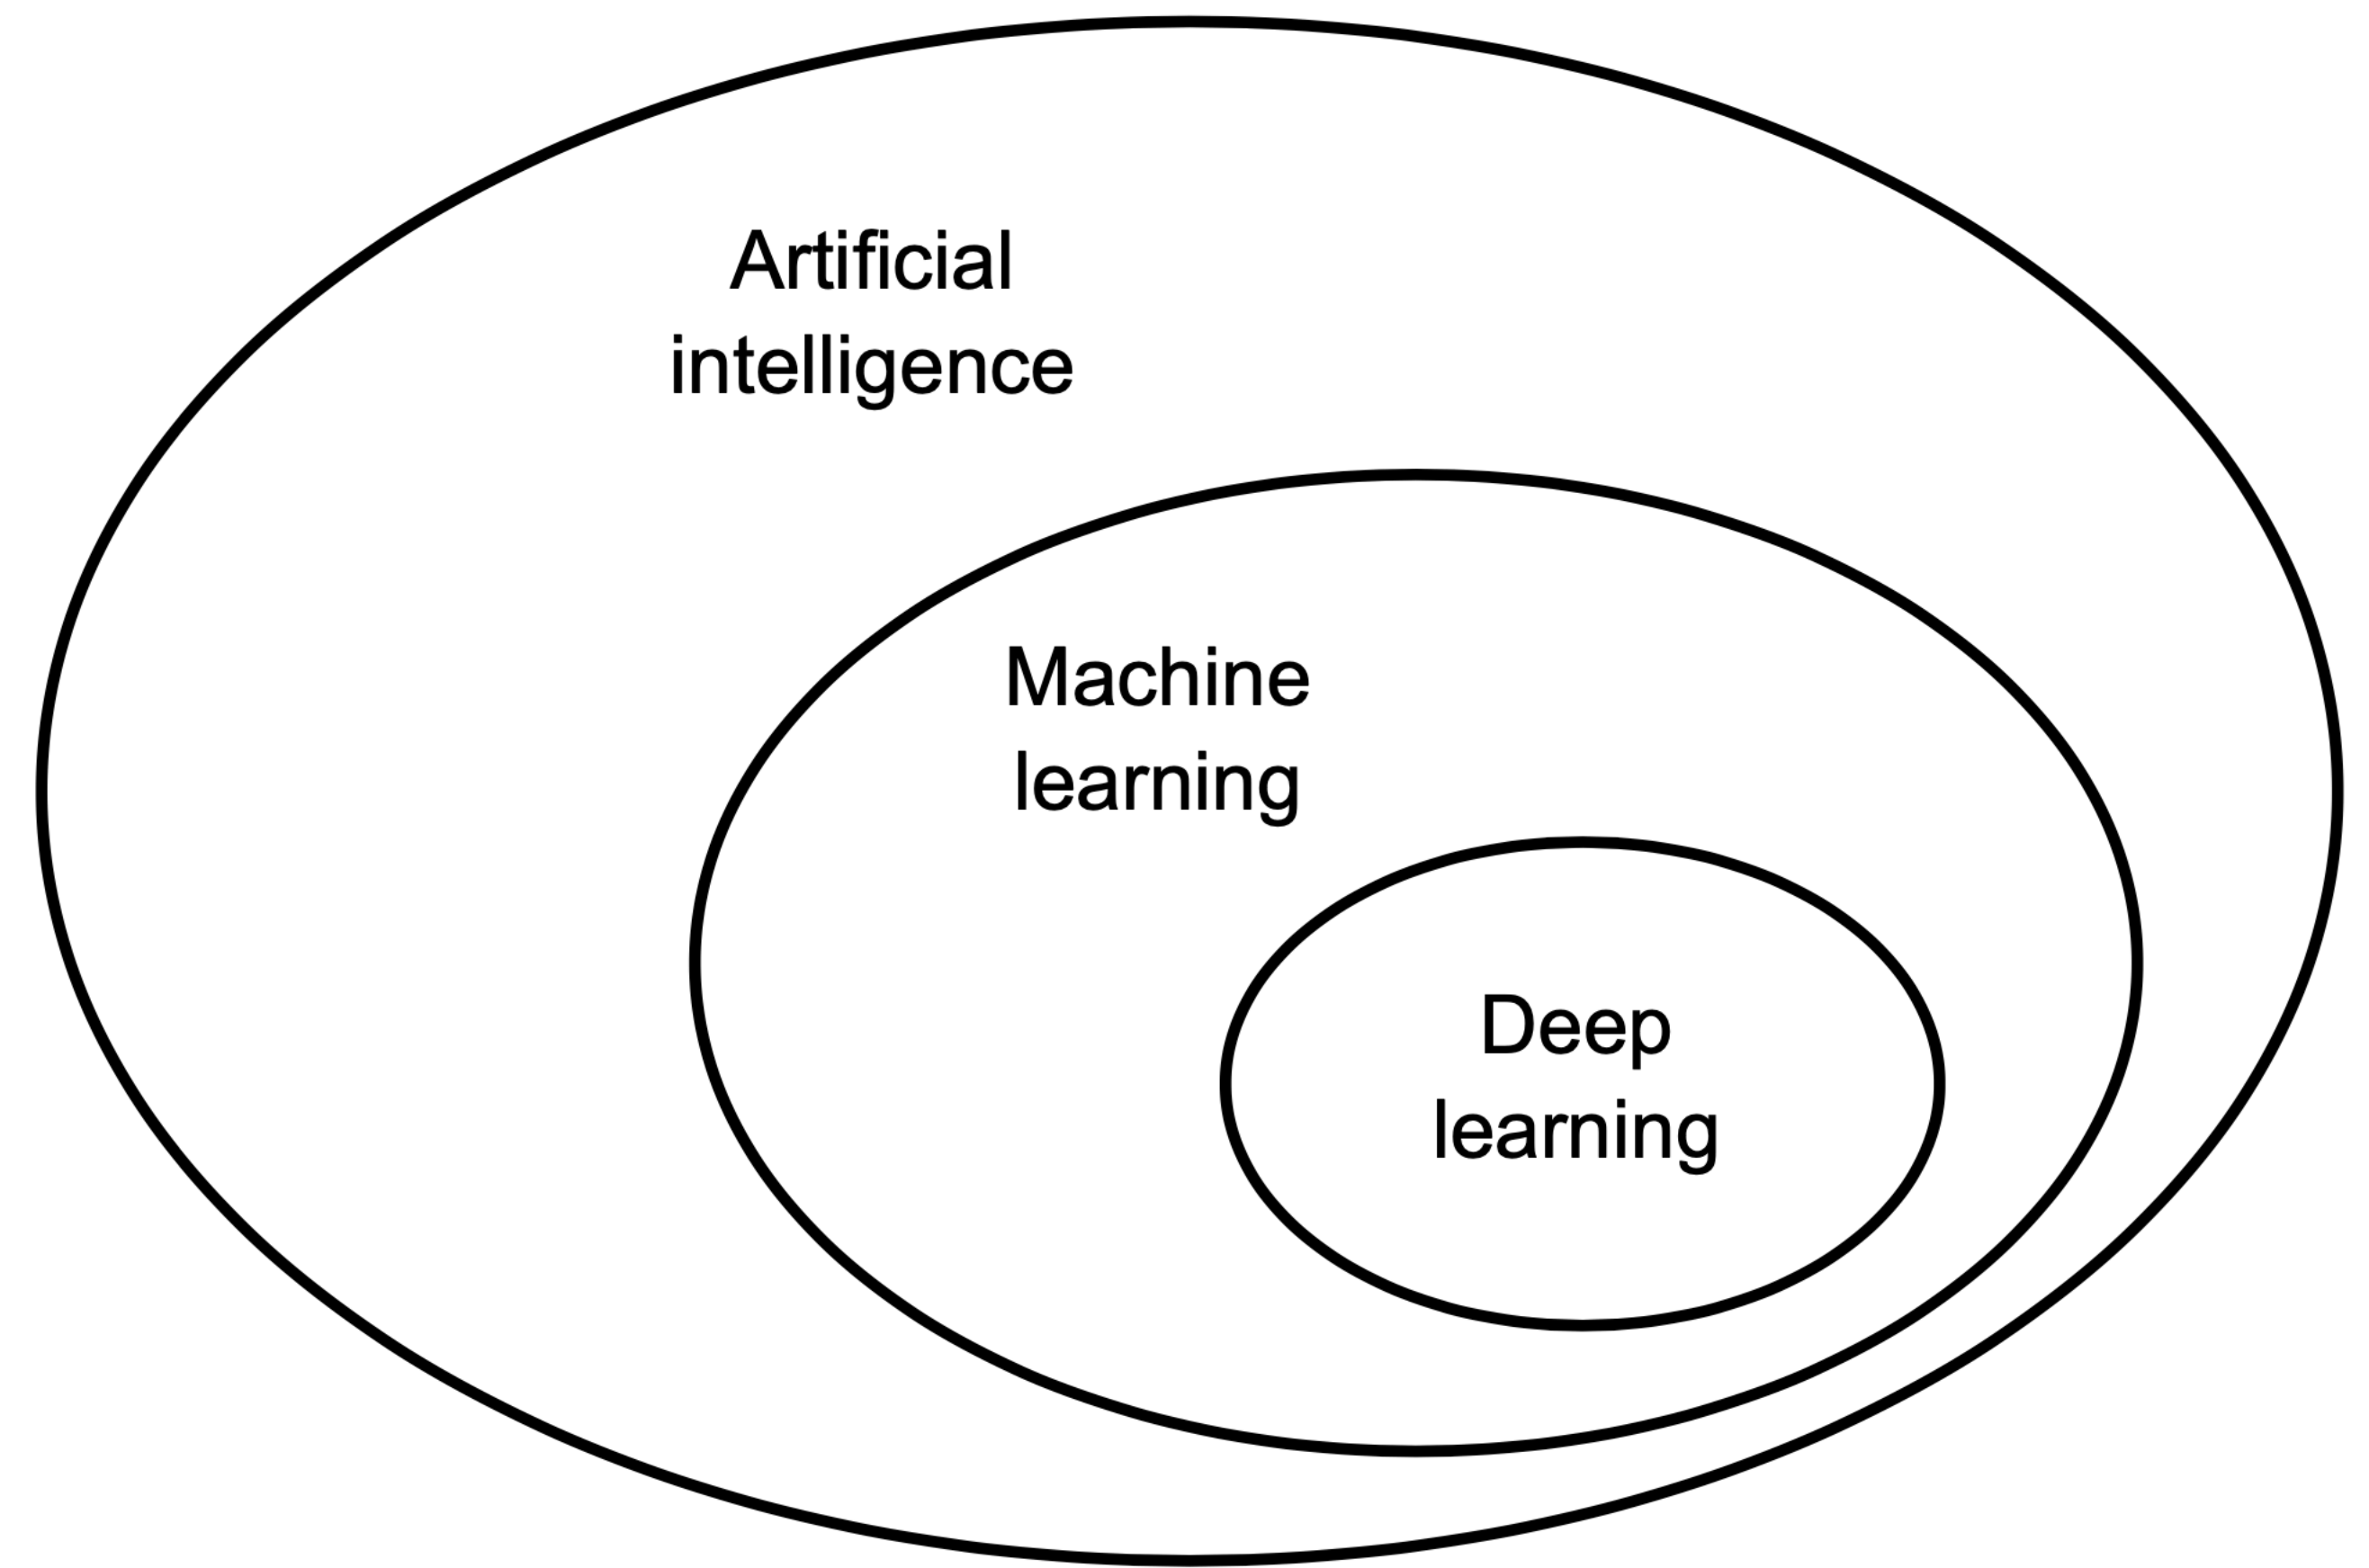 Artificial
intelligence
Machine
learning
Deep
learning